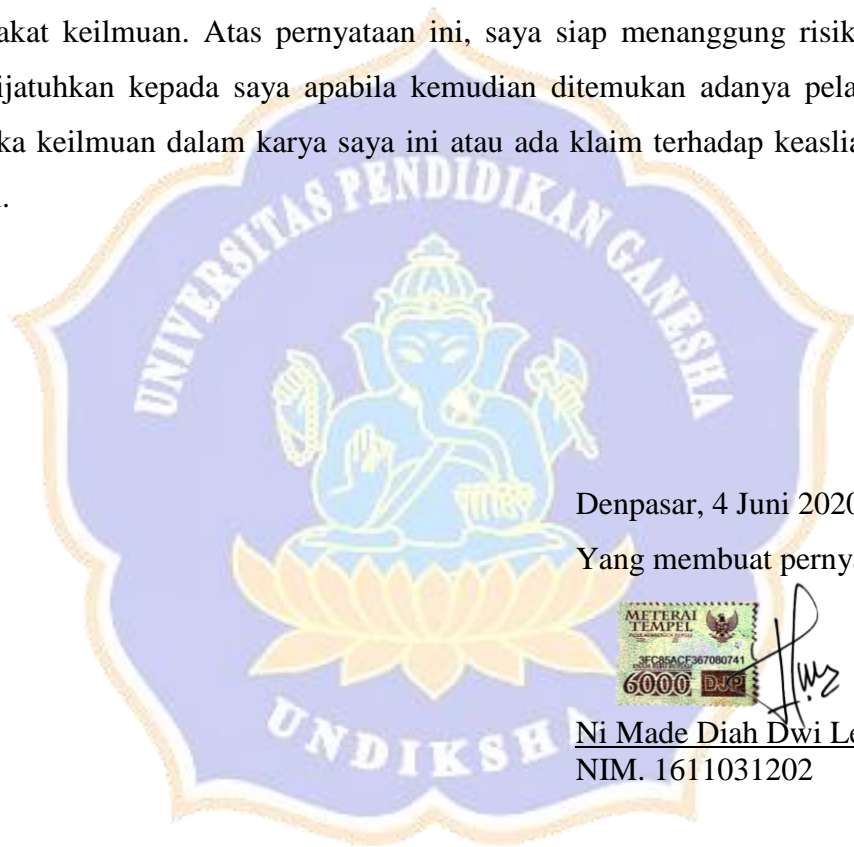 akat keilmuan. Atas pernyataan ini, saya siap menanggung risik
ijatuhkan kepada saya apabila kemudian ditemukan adanya pela
ka keilmuan dalam karya saya ini atau ada klaim terhadap keaslia
.
UNIVERSITAS PENDIDIKAN GANESHA
Denpasar, 4 Juni 2020
Yang membuat perny
METERAI
TEMPEL
3FC85ACF367080741
6000 DJP
UNDIKSHA
Ni Made Diah Dwi Le
NIM. 1611031202